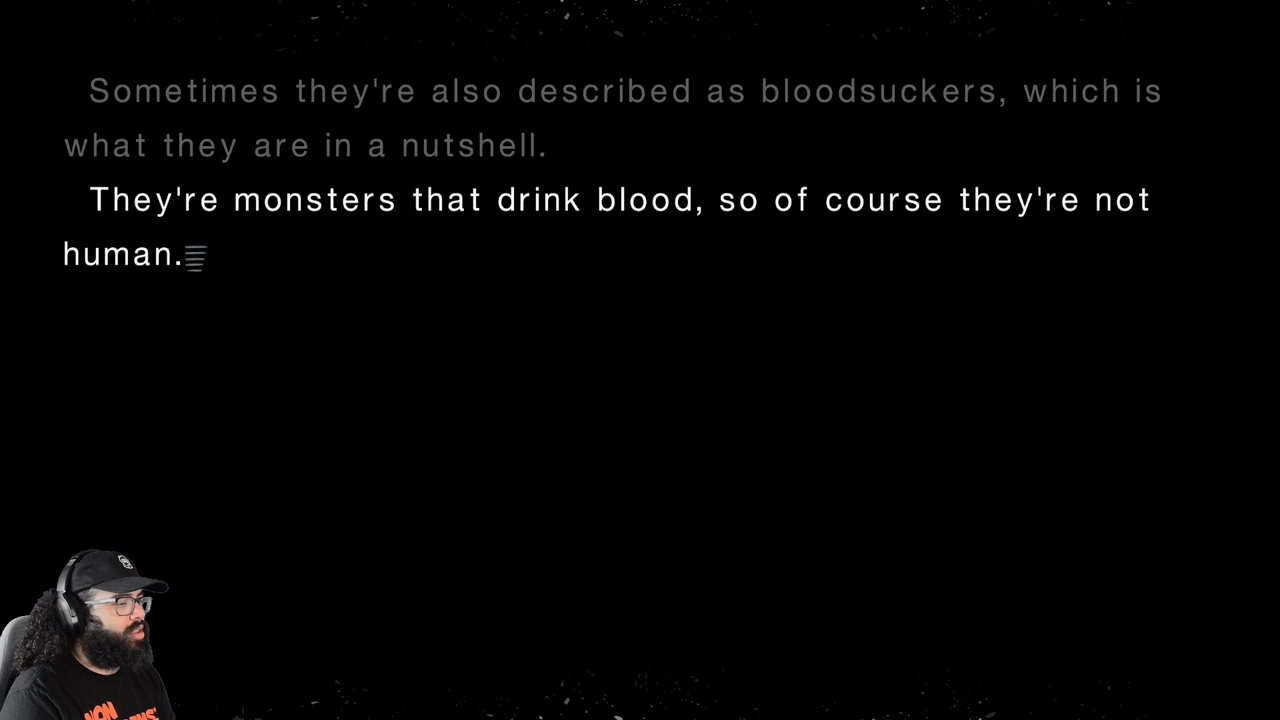 Sometimes they're also described as bloodsuckers, which is
what they are in a nutshell.
They're monsters that drink blood, so of course they're not
human.